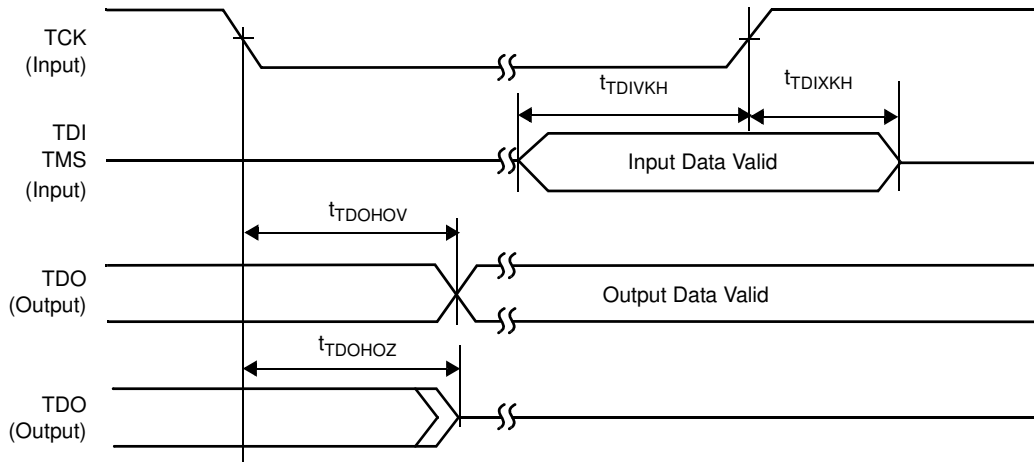 TCK
(Input)
tTDIVKH
tTDIXKH
TDI
TMS
(Input)
Input Data Valid
tTDOHOV
TDO
(Output)
Output Data Valid
tTDOHOZ
TDO
(Output)